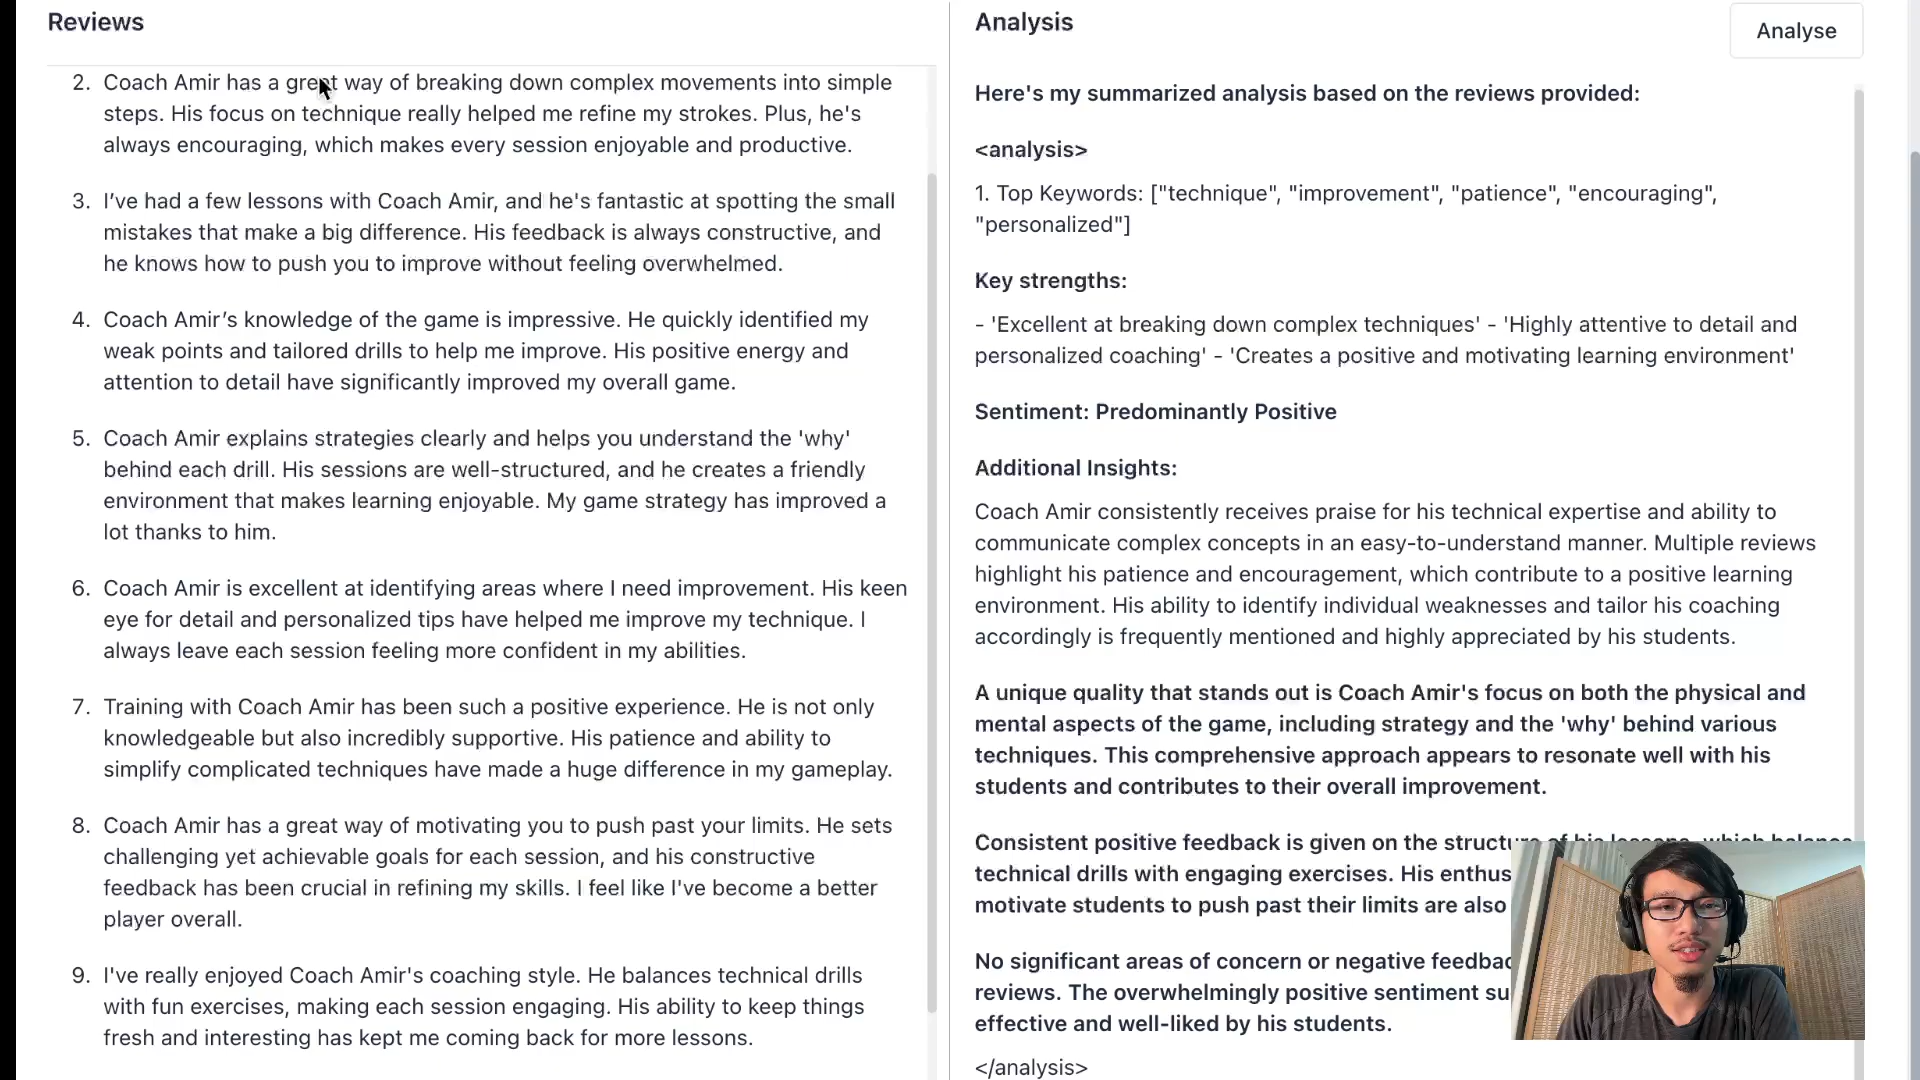 Reviews
2. Coach Amir has a great way of breaking down complex movements into simple
steps. His focus on technique really helped me refine my strokes. Plus, he's
always encouraging, which makes every session enjoyable and productive.
3. I’ve had a few lessons with Coach Amir, and he's fantastic at spotting the small
mistakes that make a big difference. His feedback is always constructive, and
he knows how to push you to improve without feeling overwhelmed.
4. Coach Amir’s knowledge of the game is impressive. He quickly identified my
weak points and tailored drills to help me improve. His positive energy and
attention to detail have significantly improved my overall game.
5. Coach Amir explains strategies clearly and helps you understand the 'why'
behind each drill. His sessions are well-structured, and he creates a friendly
environment that makes learning enjoyable. My game strategy has improved a
lot thanks to him.
6. Coach Amir is excellent at identifying areas where I need improvement. His keen
eye for detail and personalized tips have helped me improve my technique. I
always leave each session feeling more confident in my abilities.
7. Training with Coach Amir has been such a positive experience. He is not only
knowledgeable but also incredibly supportive. His patience and ability to
simplify complicated techniques have made a huge difference in my gameplay.
8. Coach Amir has a great way of motivating you to push past your limits. He sets
challenging yet achievable goals for each session, and his constructive
feedback has been crucial in refining my skills. I feel like I've become a better
player overall.
9. I've really enjoyed Coach Amir's coaching style. He balances technical drills
with fun exercises, making each session engaging. His ability to keep things
fresh and interesting has kept me coming back for more lessons.
Analysis
Analyse
Here's my summarized analysis based on the reviews provided:
<analysis>
1. Top Keywords: ["technique", "improvement", "patience", "encouraging",
"personalized"]
Key strengths:
- 'Excellent at breaking down complex techniques' - 'Highly attentive to detail and
personalized coaching' - 'Creates a positive and motivating learning environment'
Sentiment: Predominantly Positive
Additional Insights:
Coach Amir consistently receives praise for his technical expertise and ability to
communicate complex concepts in an easy-to-understand manner. Multiple reviews
highlight his patience and encouragement, which contribute to a positive learning
environment. His ability to identify individual weaknesses and tailor his coaching
accordingly is frequently mentioned and highly appreciated by his students.
A unique quality that stands out is Coach Amir's focus on both the physical and
mental aspects of the game, including strategy and the 'why' behind various
techniques. This comprehensive approach appears to resonate well with his
students and contributes to their overall improvement.
Consistent positive feedback is given on the structure of his lessons, which balance
technical drills with engaging exercises. His
motivate students to push past their limits are also
No significant areas of concern or negative
reviews. The overwhelmingly positive sentiment
effective and well-liked by his students.
</analysis>